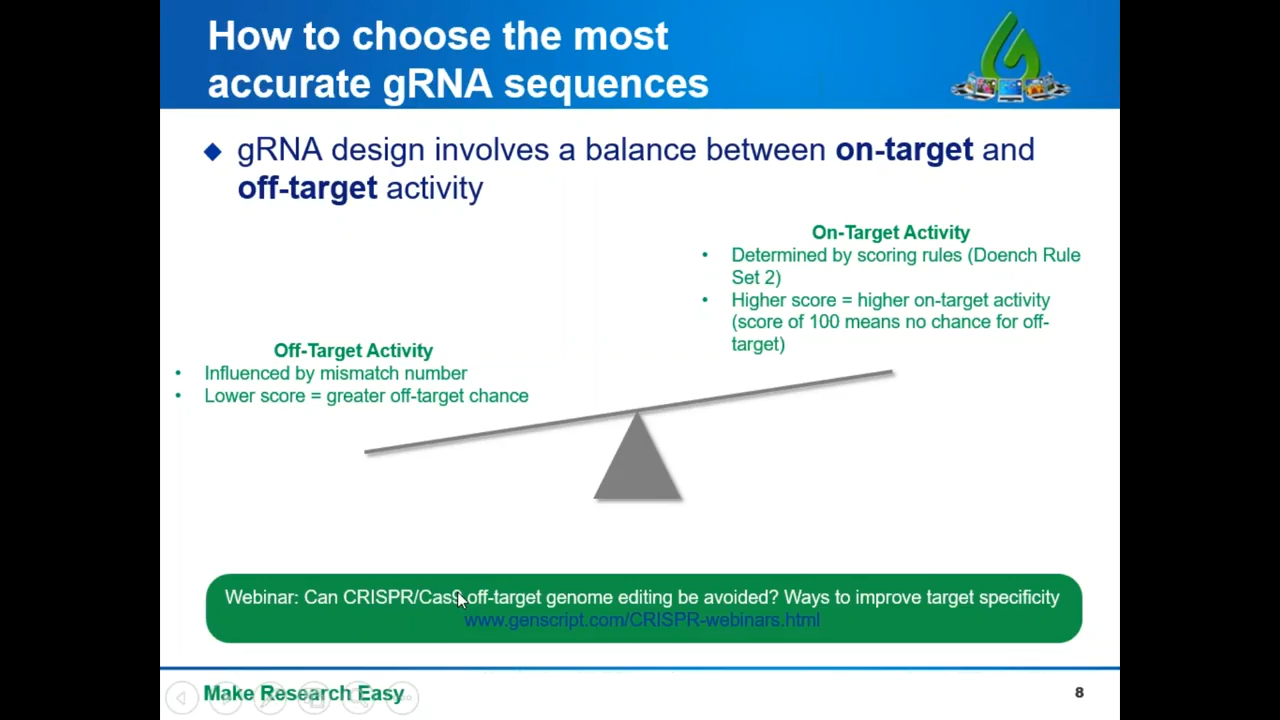 How to choose the most
accurate gRNA sequences
gRNA design involves a balance between on-target and
off-target activity
On-Target Activity
• Determined by scoring rules (Doench Rule
Set 2)
• Higher score = higher on-target activity
(score of 100 means no chance for off-
target)
Off-Target Activity
• Influenced by mismatch number
• Lower score = greater off-target chance
Webinar: Can CRISPR/Cas9 off-target genome editing be avoided? Ways to improve target specificity
www.genscript.com/CRISPR-webinars.html
Make Research Easy
8